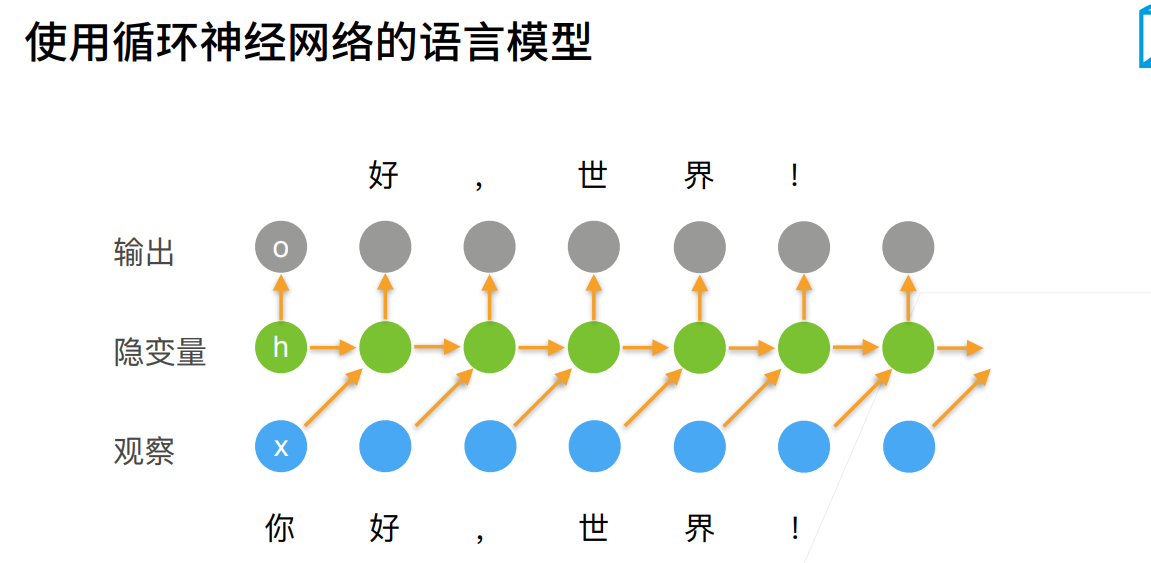 使用循环神经网络的语言模型
好 ， 世 界 ！
输出 o
隐变量 h
观察 x
你 好 ， 世 界 ！